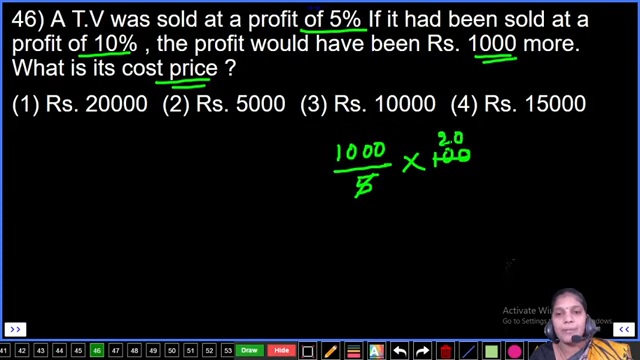 46) A T.V was sold at a profit of 5% If it had been sold at a
profit of 10% , the profit would have been Rs. 1000 more.
What is its cost price ?
(1) Rs. 20000 (2) Rs. 5000 (3) Rs. 10000 (4) Rs. 15000
20
1000 × 100
5
Activate Win
Go to Settings Windows.
>> 41 42 43 44 45 46 47 48 49 50 51 52 53 Draw Hide A >>